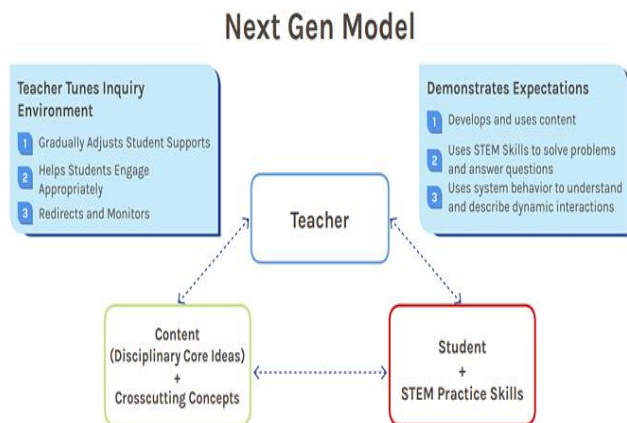 Next Gen Model
Teacher Tunes Inquiry
Environment
1 Gradually Adjusts Student Supports
2 Helps Students Engage
Appropriately
3 Redirects and Monitors
Demonstrates Expectations
1 Develops and uses content
2 Uses STEM Skills to solve problems
and answer questions
3 Uses system behavior to understand
and describe dynamic interactions
Teacher
Content
(Disciplinary Core Ideas)
+
Crosscutting Concepts
Student
+
STEM Practice Skills